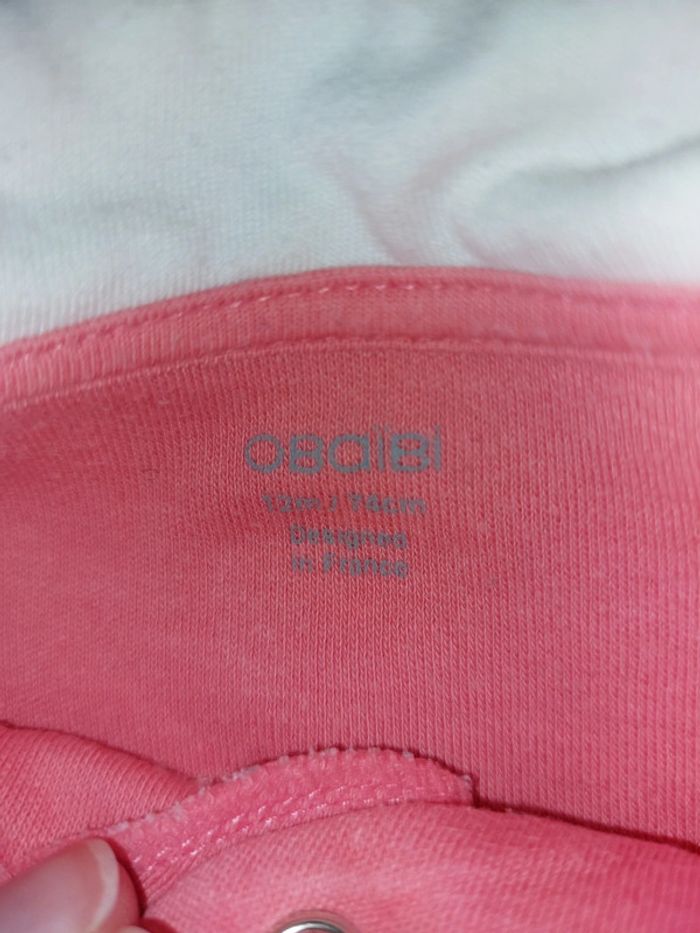 OBaïBi
12m / 74cm
Designed
in France